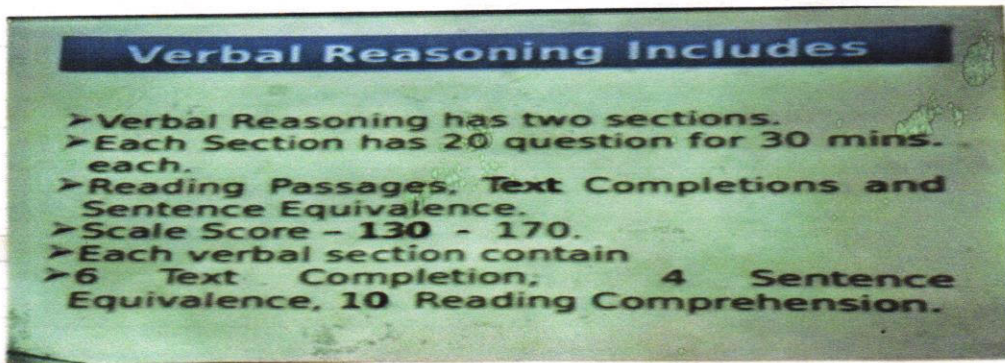 Verbal Reasoning Includes
➢Verbal Reasoning has two sections.
➢Each Section has 20 question for 30 mins.
each.
➢Reading Passages, Text Completions and
Sentence Equivalence.
➢Scale Score – 130 - 170.
➢Each verbal section contain
➢6 Text Completion, 4 Sentence
Equivalence, 10 Reading Comprehension.